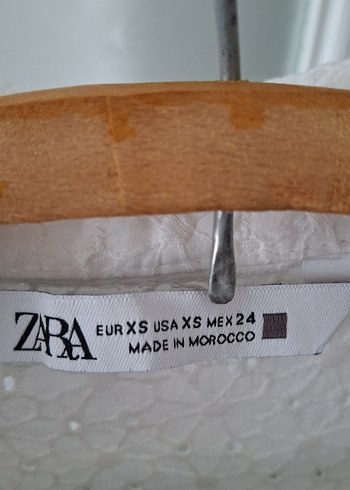 ZARA
EUR XS USA XS MEX 24
MADE IN MOROCCO